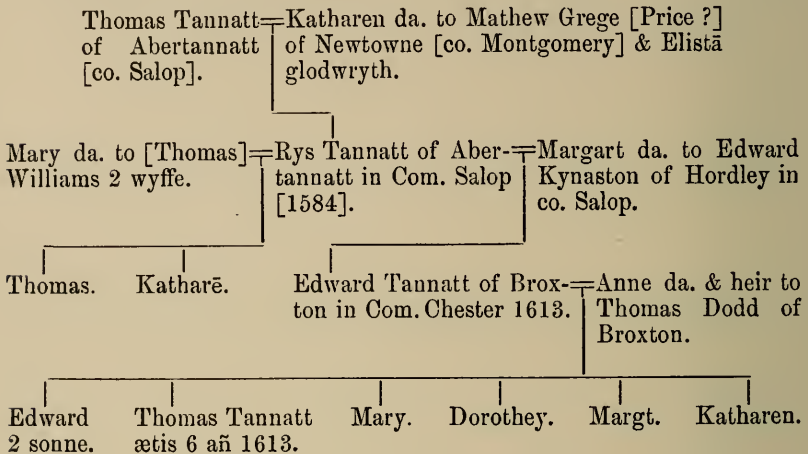 Thomas Tannatt=Katharen da. to Mathew Grege [Price ?]
of Abertannatt of Newtowne [co. Montgomery] & Elistā
[co. Salop]. glodwryth.
Mary da. to [Thomas]=Rys Tannatt of Aber-=Margart da. to Edward
Williams 2 wyffe. tannatt in Com. Salop Kynaston of Hordley in
[1584]. co. Salop.
Thomas. Katharē. Edward Tannatt of Brox-=Anne da. & heir to
ton in Com. Chester 1613. Thomas Dodd of
Broxton.
Edward Thomas Tannatt Mary. Dorothey. Margt. Katharen.
2 sonne. ætis 6 añ 1613.